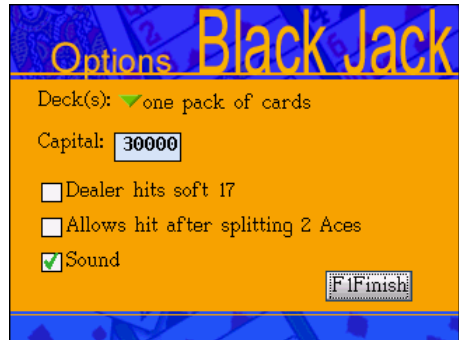 Options Black Jack
Deck(s): one pack of cards
Capital: 30000
Dealer hits soft 17
Allows hit after splitting 2 Aces
Sound
F1Finish